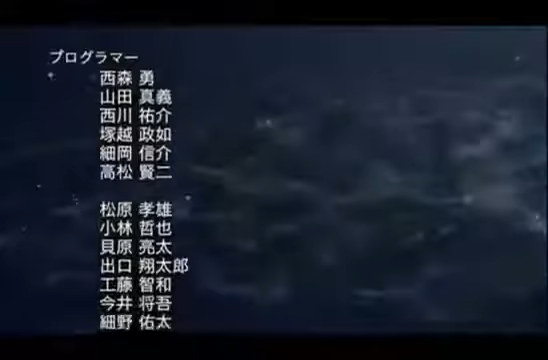 プログラマー
西森 勇
山田 真義
西川 祐介
塚越 政如
細岡 信介
高松 賢二
松原 孝雄
小林 哲也
貝原 亮太
出口 翔太郎
工藤 智和
今井 将吾
細野 佑太